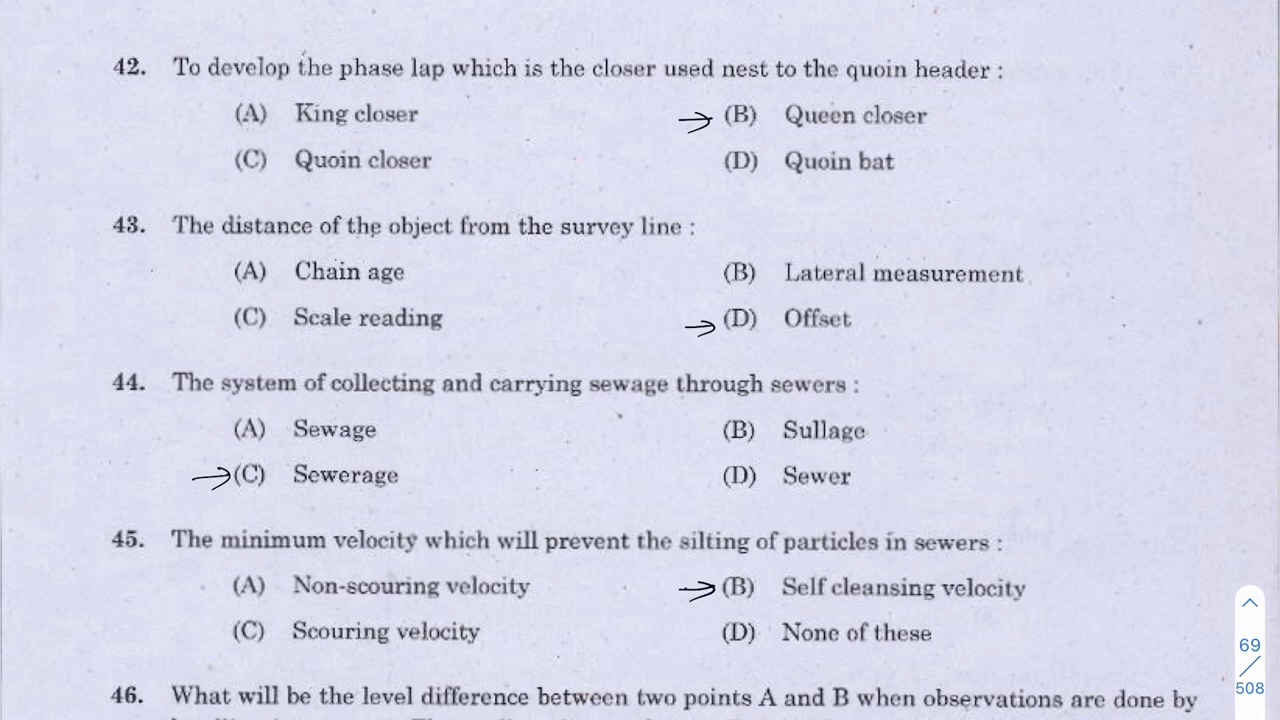 42. To develop the phase lap which is the closer used nest to the quoin header :
(A) King closer → (B) Queen closer
(C) Quoin closer (D) Quoin bat
43. The distance of the object from the survey line :
(A) Chain age (B) Lateral measurement
(C) Scale reading → (D) Offset
44. The system of collecting and carrying sewage through sewers :
(A) Sewage (B) Sullage
→ (C) Sewerage (D) Sewer
45. The minimum velocity which will prevent the silting of particles in sewers :
(A) Non-scouring velocity → (B) Self cleansing velocity
(C) Scouring velocity (D) None of these
69
/
508
46. What will be the level difference between two points A and B when observations are done by